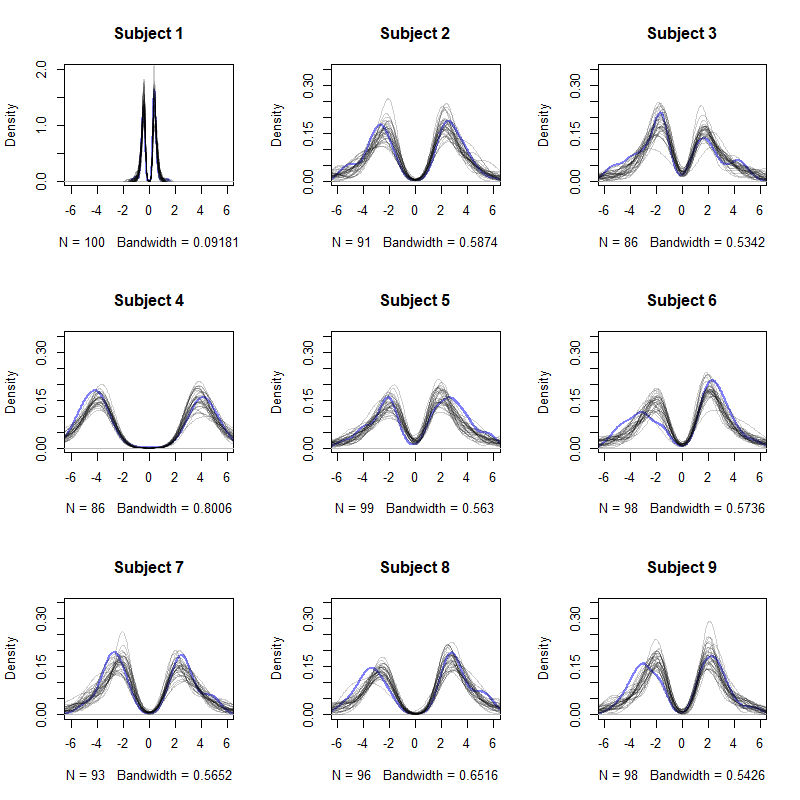 Subject 1 Subject 2 Subject 3
Density 0.0 1.0 2.0 Density 0.00 0.15 0.30 Density 0.00 0.15 0.30
-6 -4 -2 0 2 4 6 -6 -4 -2 0 2 4 6 -6 -4 -2 0 2 4 6
N = 100 Bandwidth = 0.09181 N = 91 Bandwidth = 0.5874 N = 86 Bandwidth = 0.5342
Subject 4 Subject 5 Subject 6
Density 0.00 0.15 0.30 Density 0.00 0.15 0.30 Density 0.00 0.15 0.30
-6 -4 -2 0 2 4 6 -6 -4 -2 0 2 4 6 -6 -4 -2 0 2 4 6
N = 86 Bandwidth = 0.8006 N = 99 Bandwidth = 0.563 N = 98 Bandwidth = 0.5736
Subject 7 Subject 8 Subject 9
Density 0.00 0.15 0.30 Density 0.00 0.15 0.30 Density 0.00 0.15 0.30
-6 -4 -2 0 2 4 6 -6 -4 -2 0 2 4 6 -6 -4 -2 0 2 4 6
N = 93 Bandwidth = 0.5652 N = 96 Bandwidth = 0.6516 N = 98 Bandwidth = 0.5426